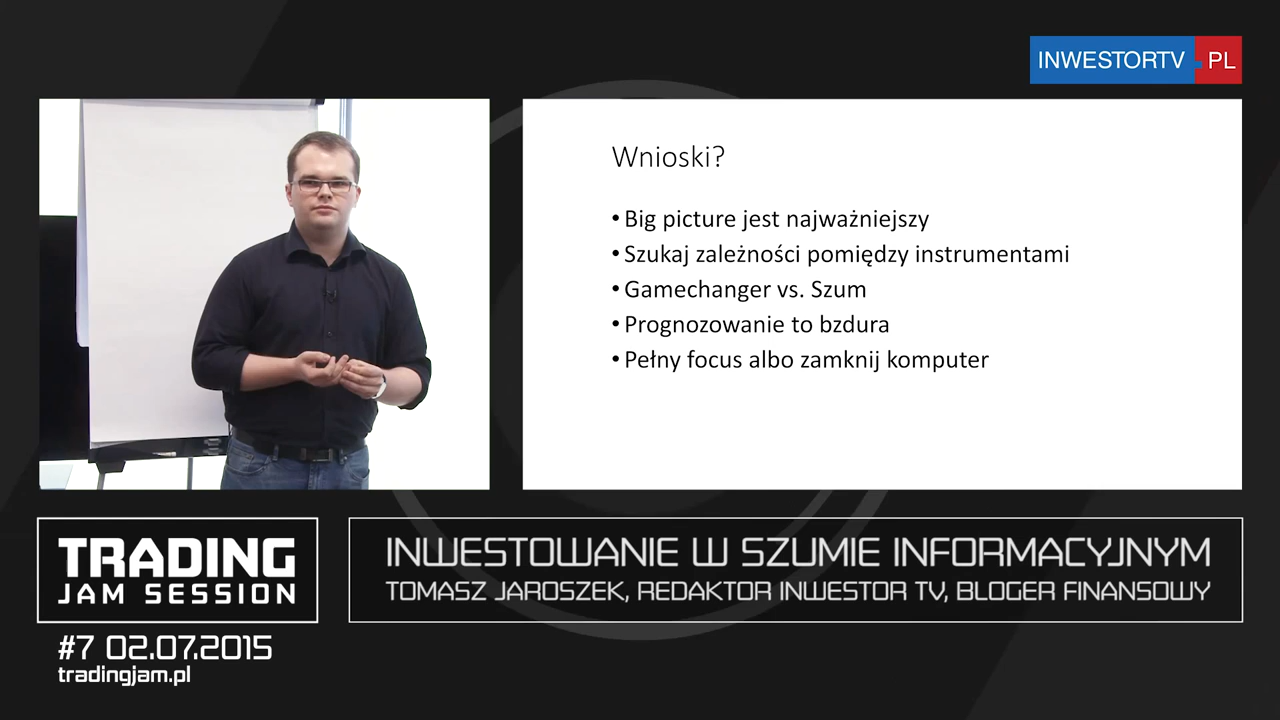 INWESTORTV.PL
Wnioski?
• Big picture jest najważniejszy
• Szukaj zależności pomiędzy instrumentami
• Gamechanger vs. Szum
• Prognozowanie to bzdura
• Pełny focus albo zamknij komputer
TRADING
JAM SESSION
INWESTOWANIE W SZUMIE INFORMACYJNYM
TOMASZ JAROSZEK, REDAKTOR INWESTOR TV, BLOGER FINANSOWY
#7 02.07.2015
tradingjam.pl